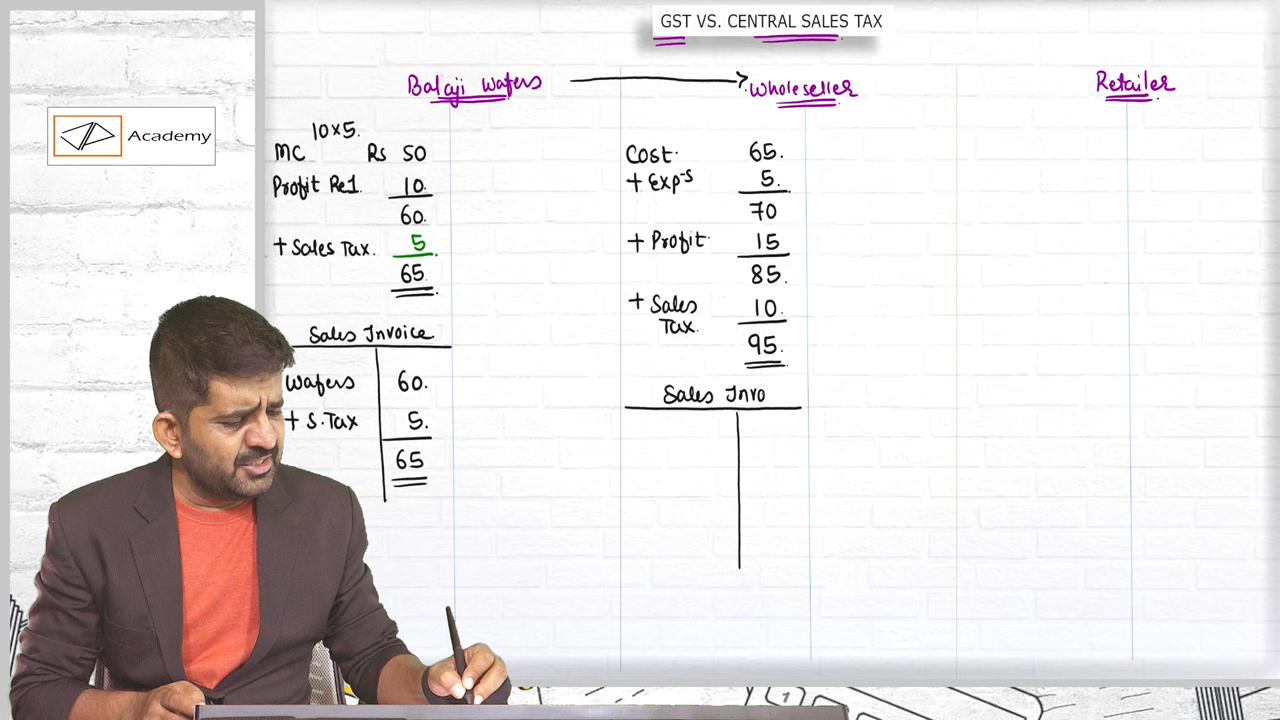 GST VS. CENTRAL SALES TAX
Balaji Wafers
Wholeseller
Retailer
Academy
10x5.
MC Rs 50
Profit Re1. 10.
60.
+ Sales Tax. 5
65.
Sales Invoice
Wafers 60.
+ S.Tax 5.
65
Cost. 65.
+ Exp-s 5.
70
+ Profit. 15
85.
+ Sales Tax. 10.
95.
Sales Invo